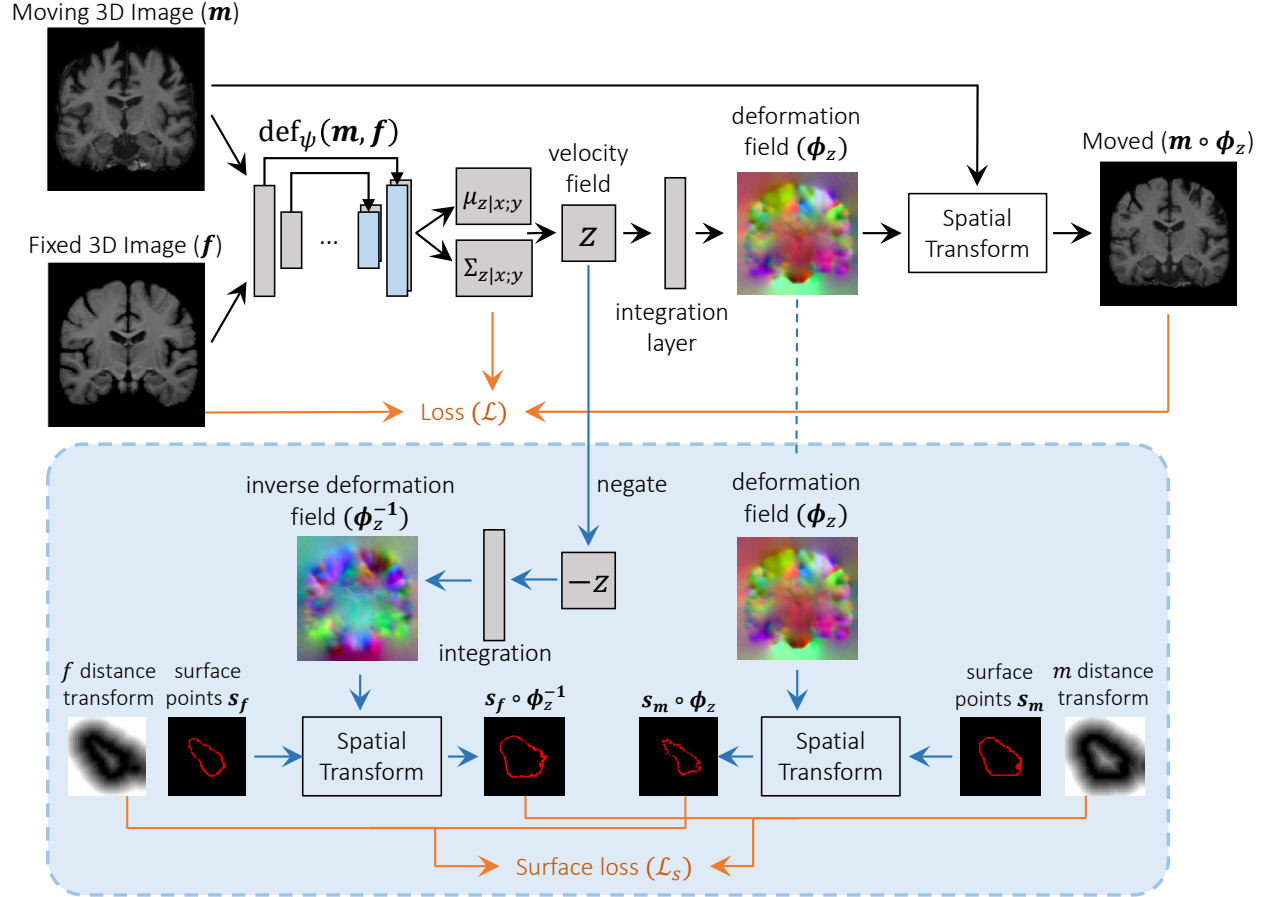 Moving 3D Image (m)
def_ψ(m, f)
Fixed 3D Image (f)
...
μ_{z|x;y}
Σ_{z|x;y}
velocity
field
z
integration
layer
deformation
field (ϕ_z)
Spatial
Transform
Moved (m ∘ ϕ_z)
Loss (ℒ)
inverse deformation
field (ϕ_z^{-1})
negate
−z
integration
deformation
field (ϕ_z)
f distance
transform
surface
points s_f
Spatial
Transform
s_f ∘ ϕ_z^{-1}
s_m ∘ ϕ_z
Spatial
Transform
surface
points s_m
m distance
transform
Surface loss (ℒ_s)